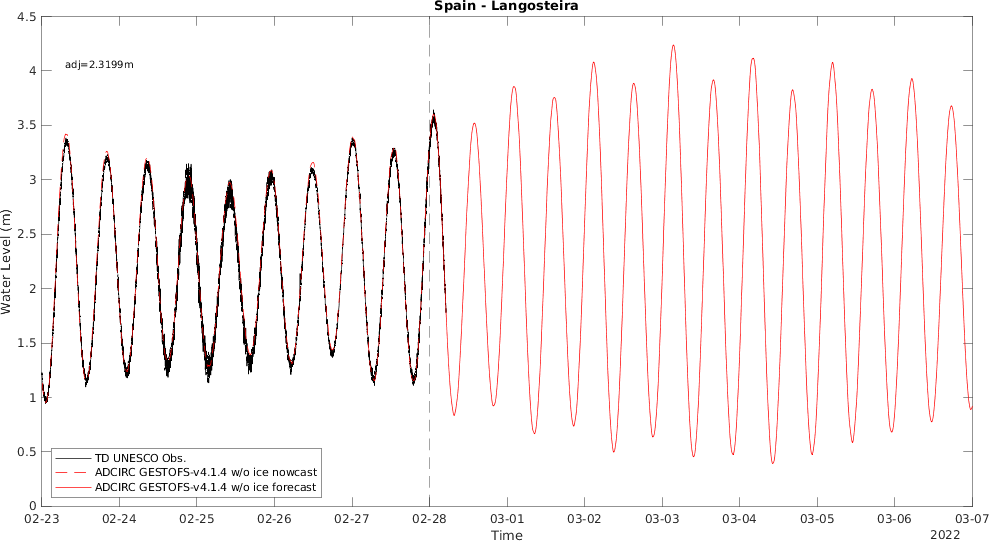 Spain - Langosteira
adj=2.3199m
4.5
4
3.5
3
2.5
2
1.5
1
0.5
0
Water Level (m)
TD UNESCO Obs.
ADCIRC GESTOFS-v4.1.4 w/o ice nowcast
ADCIRC GESTOFS-v4.1.4 w/o ice forecast
02-23 02-24 02-25 02-26 02-27 02-28 03-01 03-02 03-03 03-04 03-05 03-06 03-07
Time
2022